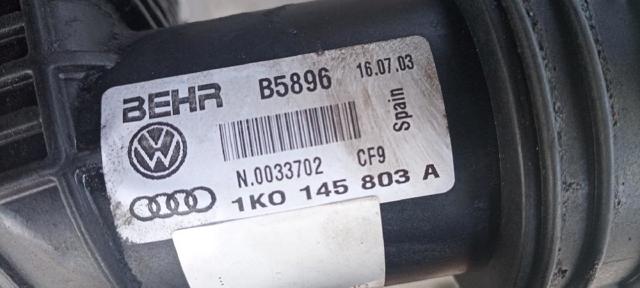 BEHR B5896 16.07.03
Spain
N.0033702 CF9
1K0 145 803 A